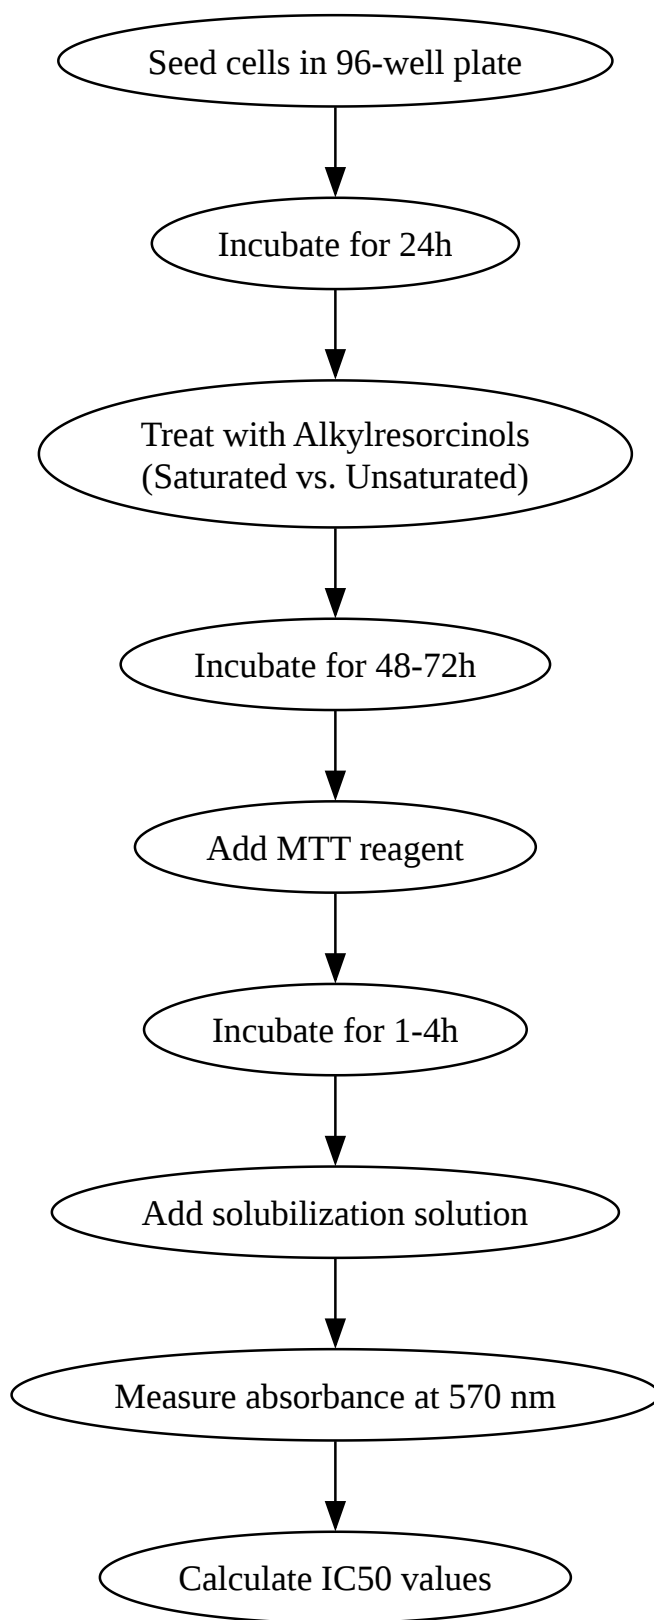 Seed cells in 96-well plate
Incubate for 24h
Treat with Alkylresorcinols
(Saturated vs. Unsaturated)
Incubate for 48-72h
Add MTT reagent
Incubate for 1-4h
Add solubilization solution
Measure absorbance at 570 nm
Calculate IC50 values